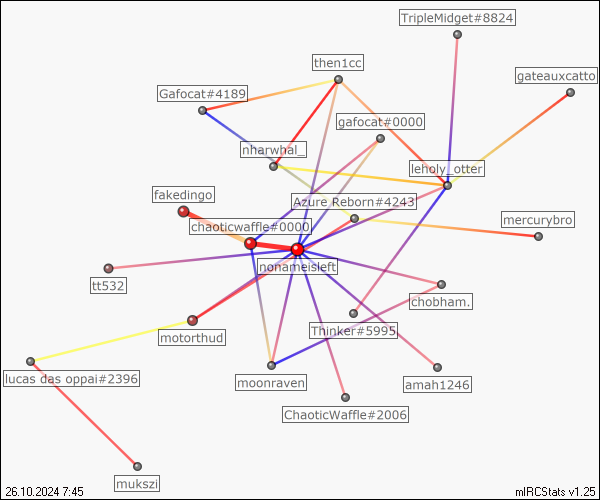 TripleMidget#8824
then1cc
gateauxcatto
Gafocat#4189
gafocat#0000
nharwhal_
leholy_otter
fakedingo
Azure Reborn#4243
mercurybro
chaoticwaffle#0000
nonameisleft
tt532
chobham.
motorthud
Thinker#5995
lucas das oppai#2396
moonraven
amah1246
ChaoticWaffle#2006
mukszi
26.10.2024 7:45
mIRCStats v1.25